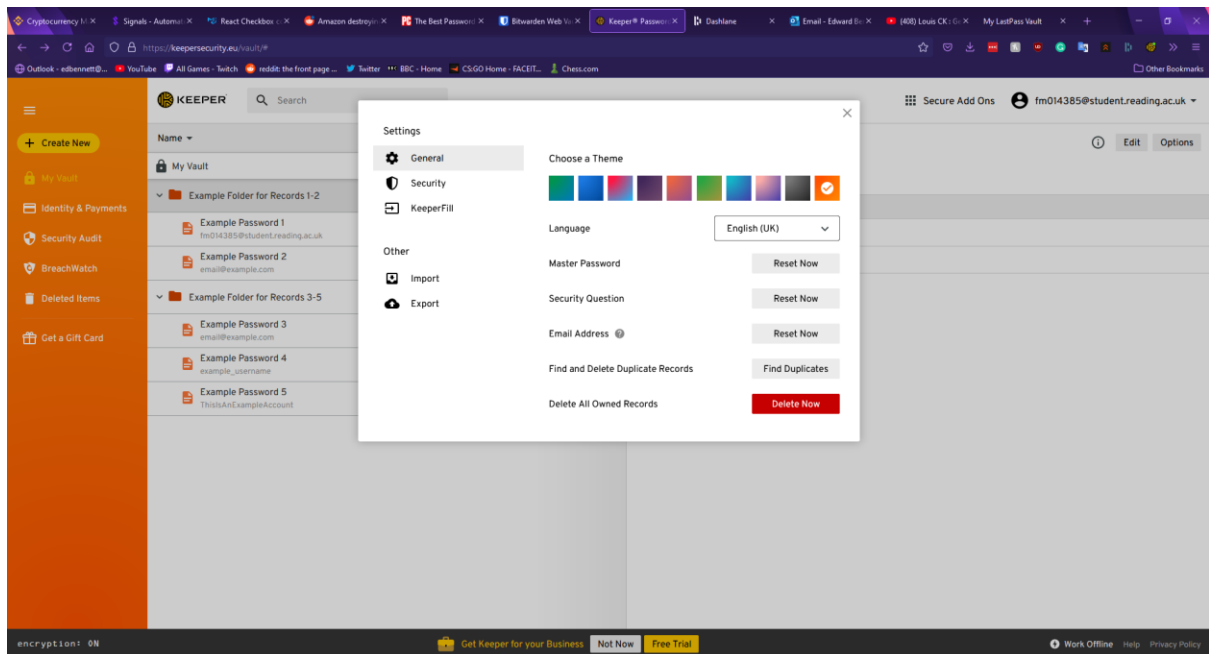 Cryptocurrency M
Signals - Automat
React Checkbox c
Amazon destroyin
The Best Password
Bitwarden Web Va
Keeper® Password
Dashlane
Email - Edward Be
(408) Louis CK
My LastPass Vault
https://keepersecurity.eu/vault/#
Outlook - edbennett@...
YouTube
All Games - Twitch
reddit: the front page ...
Twitter
BBC - Home
CS:GO Home - FACEIT...
Chess.com
Other Bookmarks
KEEPER
Search
Secure Add Ons
fm014385@student.reading.ac.uk
+ Create New
My Vault
Identity & Payments
Security Audit
BreachWatch
Deleted Items
Get a Gift Card
Name
My Vault
Example Folder for Records 1-2
Example Password 1
fm014385@student.reading.ac.uk
Example Password 2
email@example.com
Example Folder for Records 3-5
Example Password 3
email@example.com
Example Password 4
example_username
Example Password 5
ThisIsAnExampleAccount
Edit
Options
Settings
General
Security
KeeperFill
Other
Import
Export
Choose a Theme
Language
English (UK)
Master Password
Reset Now
Security Question
Reset Now
Email Address
Reset Now
Find and Delete Duplicate Records
Find Duplicates
Delete All Owned Records
Delete Now
encryption: ON
Get Keeper for your Business
Not Now
Free Trial
Work Offline
Help
Privacy Policy